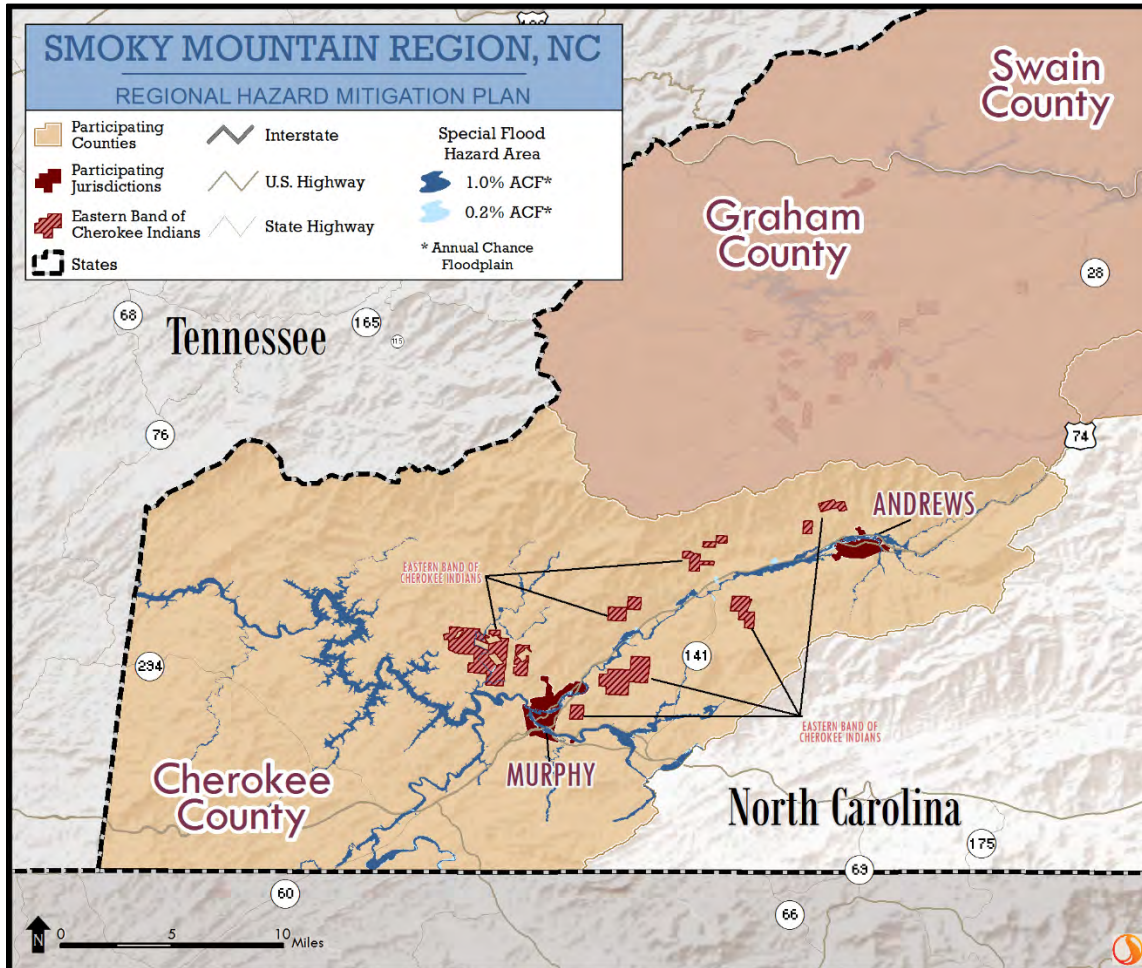 SMOKY MOUNTAIN REGION, NC
REGIONAL HAZARD MITIGATION PLAN
Participating
Counties
Participating
Jurisdictions
Eastern Band of
Cherokee Indians
States
Interstate
U.S. Highway
State Highway
Special Flood
Hazard Area
1.0% ACF*
0.2% ACF*
* Annual Chance
Floodplain
Swain
County
Graham
County
28
68
165
115
Tennessee
76
74
ANDREWS
EASTERN BAND OF
CHEROKEE INDIANS
294
141
EASTERN BAND OF
CHEROKEE INDIANS
MURPHY
Cherokee
County
North Carolina
175
69
60
66
N
0 5 10
Miles